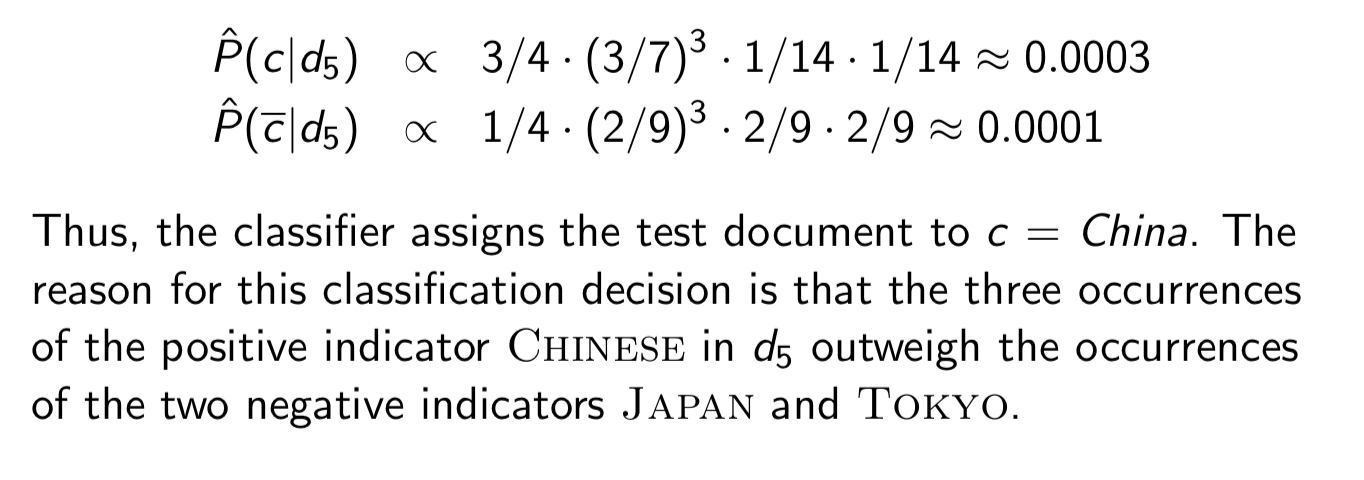 P̂(c|d₅) ∝ 3/4 · (3/7)³ · 1/14 · 1/14 ≈ 0.0003
P̂(c̅|d₅) ∝ 1/4 · (2/9)³ · 2/9 · 2/9 ≈ 0.0001
Thus, the classifier assigns the test document to c = China. The
reason for this classification decision is that the three occurrences
of the positive indicator CHINESE in d₅ outweigh the occurrences
of the two negative indicators JAPAN and TOKYO.